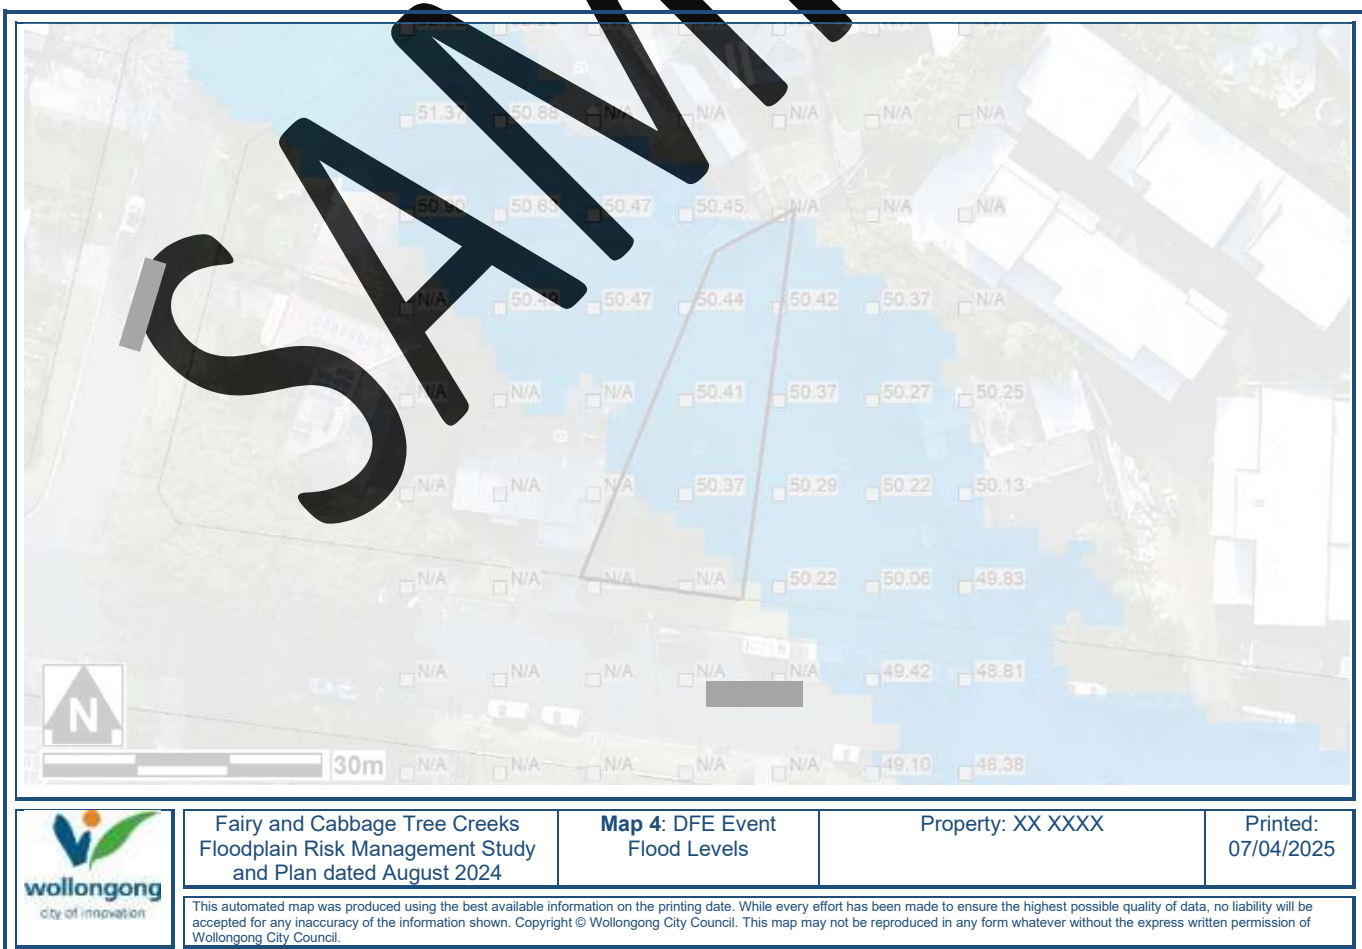 SAM
51.37 50.88 N/A N/A N/A N/A N/A
50.90 50.63 50.47 50.45 N/A N/A N/A
N/A 50.49 50.47 50.44 50.42 50.37 N/A
N/A N/A N/A 50.41 50.37 50.27 50.25
N/A N/A N/A 50.37 50.29 50.22 50.13
N/A N/A N/A N/A 50.22 50.06 49.83
N/A N/A N/A N/A N/A 49.42 48.81
N/A N/A N/A N/A N/A 49.10 48.38
N
30m
wollongong
city of innovation
Fairy and Cabbage Tree Creeks
Floodplain Risk Management Study
and Plan dated August 2024
Map 4: DFE Event
Flood Levels
Property: XX XXXX
Printed:
07/04/2025
This automated map was produced using the best available information on the printing date. While every effort has been made to ensure the highest possible quality of data, no liability will be
accepted for any inaccuracy of the information shown. Copyright © Wollongong City Council. This map may not be reproduced in any form whatever without the express written permission of
Wollongong City Council.